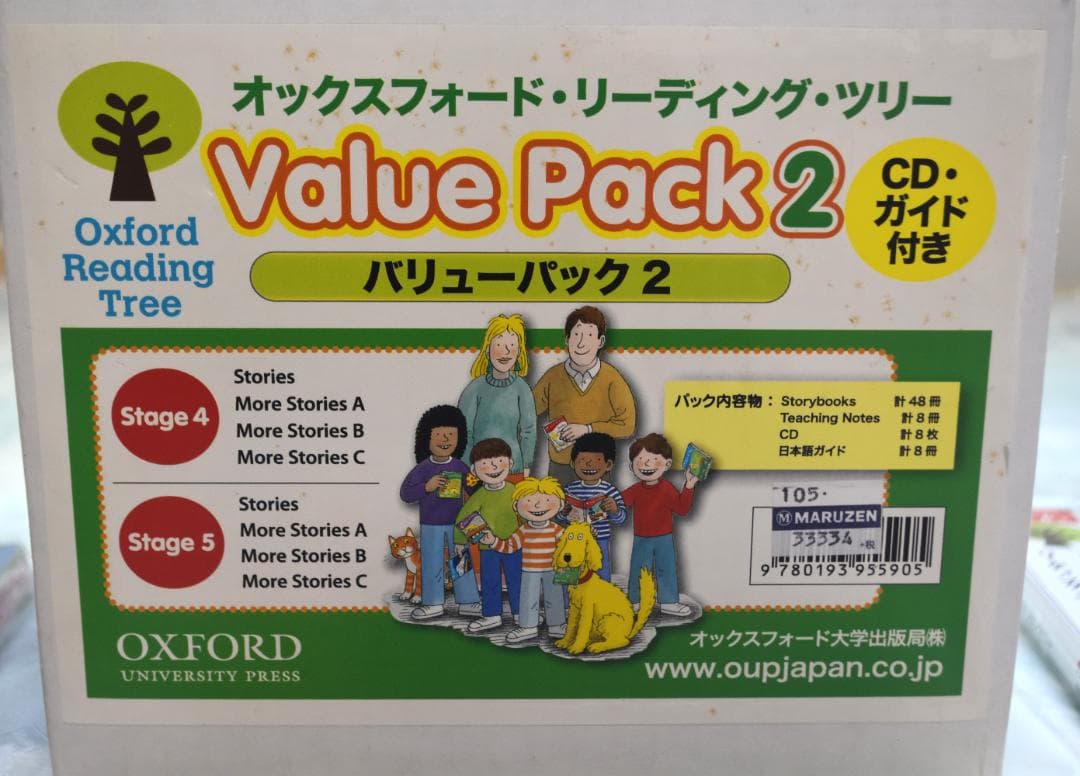 オックスフォード・リーディング・ツリー
Value Pack 2
CD・
ガイド
付き
Oxford
Reading
Tree
バリューパック 2
Stage 4
Stories
More Stories A
More Stories B
More Stories C
Stage 5
Stories
More Stories A
More Stories B
More Stories C
パック内容物： Storybooks 計48冊
Teaching Notes 計8冊
CD 計8枚
日本語ガイド 計8冊
105.
M MARUZEN
33334 +税
9 780193 955905
OXFORD
UNIVERSITY PRESS
オックスフォード大学出版局㈱
www.oupjapan.co.jp